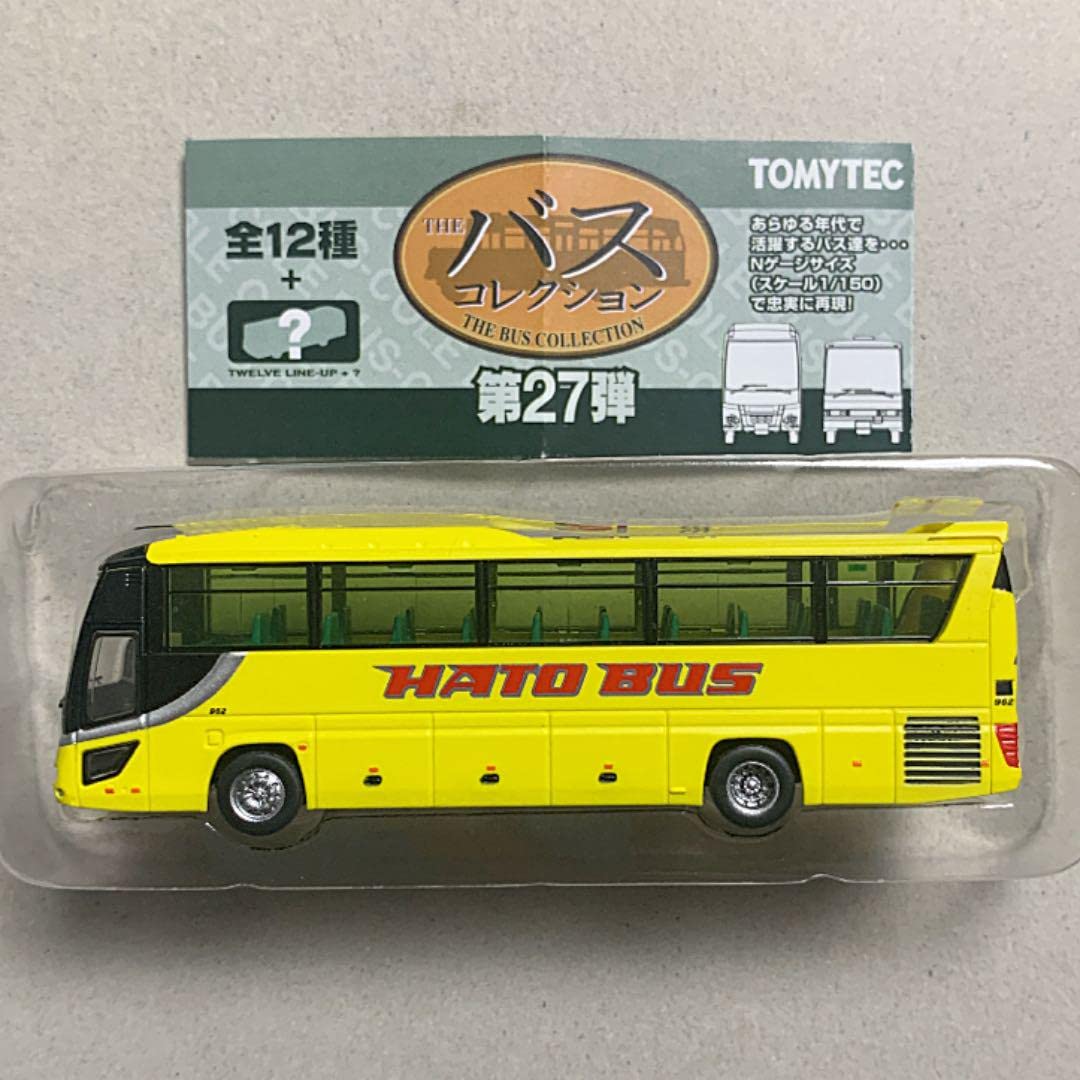 TOMYTEC
全12種
+
?
TWELVE LINE-UP + ?
THE バス
コレクション
THE BUS COLLECTION
第27弾
あらゆる年代で
活躍するバス達を・・・
Nゲージサイズ
(スケール1/150)
で忠実に再現!
HATO BUS
962
962